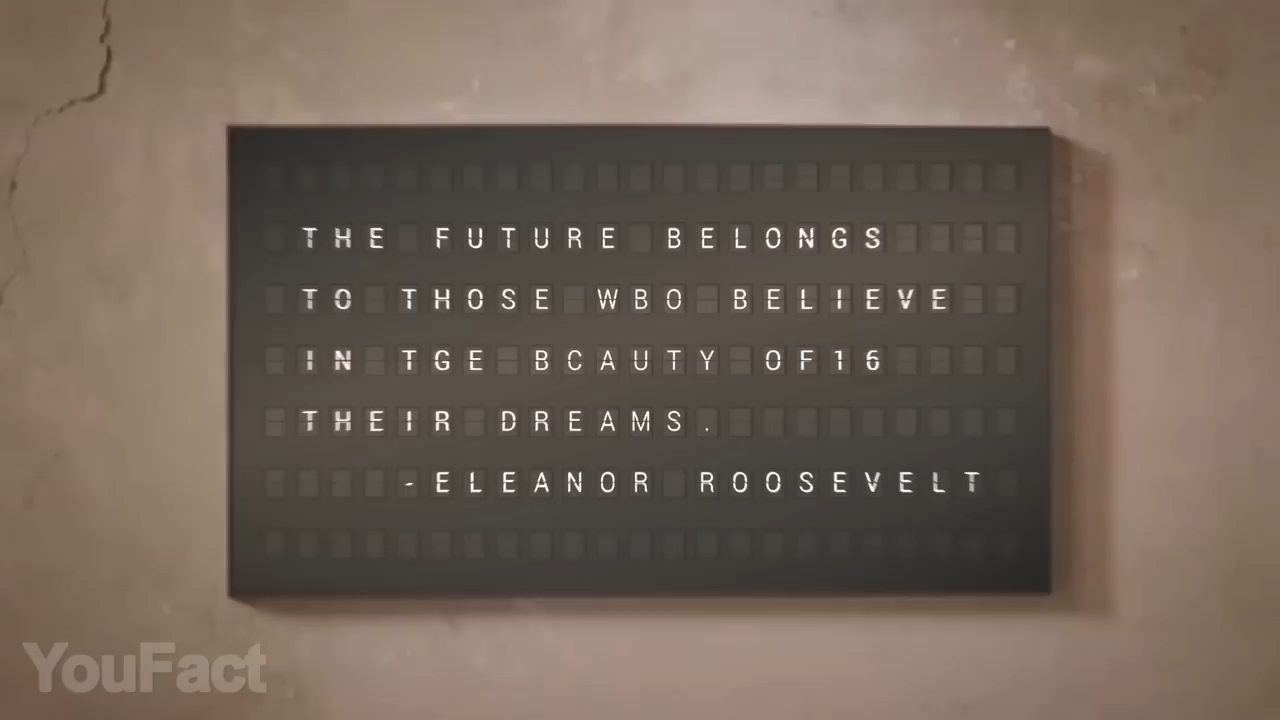 THE FUTURE BELONGS
TO THOSE WBO BELIEVE
IN TGE BCAUTY OF16
THEIR DREAMS.
-ELEANOR ROOSEVELT
YouFact